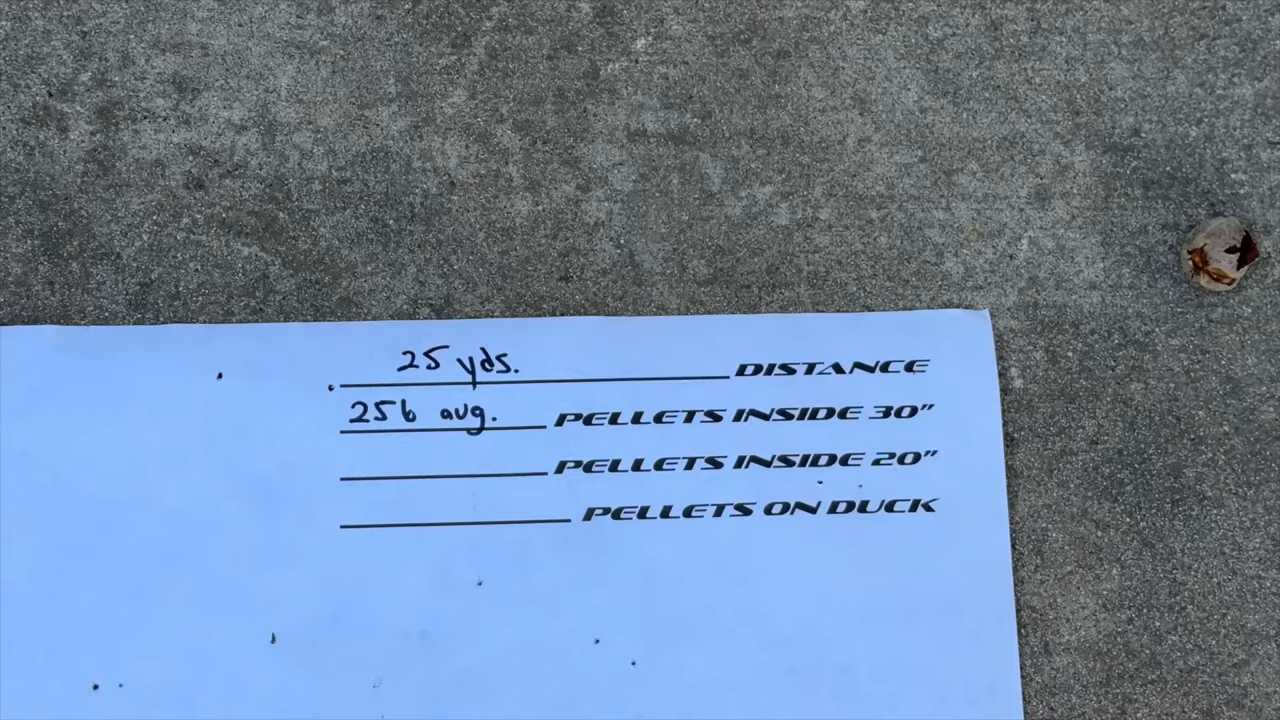 25 yds. DISTANCE
256 avg. PELLETS INSIDE 30"
PELLETS INSIDE 20"
PELLETS ON DUCK